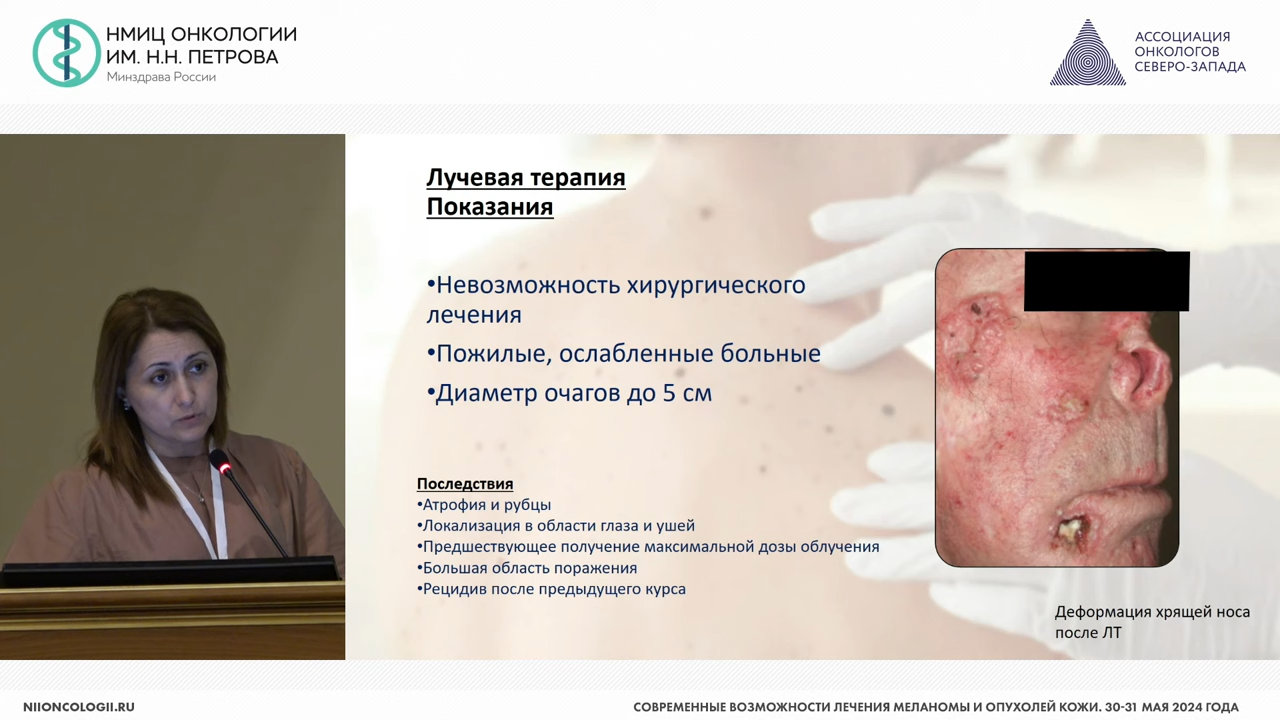 НМИЦ ОНКОЛОГИИ
ИМ. Н.Н. ПЕТРОВА
Минздрава России
АССОЦИАЦИЯ
ОНКОЛОГОВ
СЕВЕРО-ЗАПАДА
Лучевая терапия
Показания
•Невозможность хирургического
лечения
•Пожилые, ослабленные больные
•Диаметр очагов до 5 см
Последствия
•Атрофия и рубцы
•Локализация в области глаза и ушей
•Предшествующее получение максимальной дозы облучения
•Большая область поражения
•Рецидив после предыдущего курса
Деформация хрящей носа
после ЛТ
NIIONCOLOGII.RU
СОВРЕМЕННЫЕ ВОЗМОЖНОСТИ ЛЕЧЕНИЯ МЕЛАНОМЫ И ОПУХОЛЕЙ КОЖИ. 30-31 МАЯ 2024 ГОДА